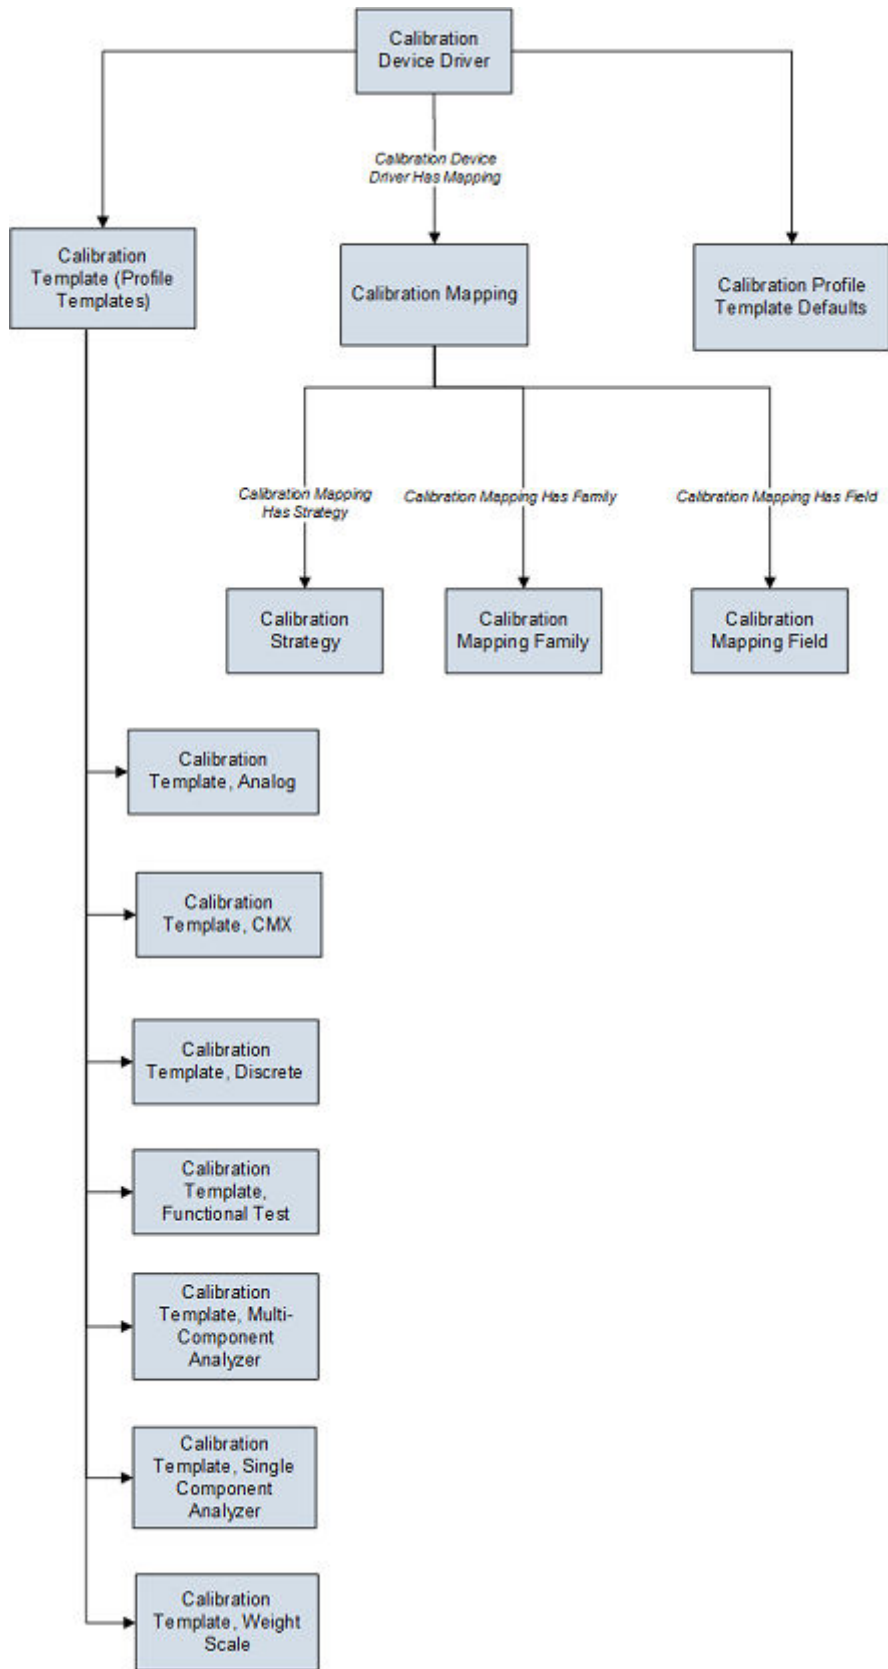 Calibration
Device Driver
Calibration Device
Driver Has Mapping
Calibration
Template (Profile
Templates)
Calibration Mapping
Calibration Profile
Template Defaults
Calibration Mapping
Has Strategy
Calibration Mapping Has Family
Calibration Mapping Has Field
Calibration
Strategy
Calibration
Mapping Family
Calibration
Mapping Field
Calibration
Template, Analog
Calibration
Template, CMX
Calibration
Template, Discrete
Calibration
Template,
Functional Test
Calibration
Template, Multi-
Component
Analyzer
Calibration
Template, Single
Component
Analyzer
Calibration
Template, Weight
Scale